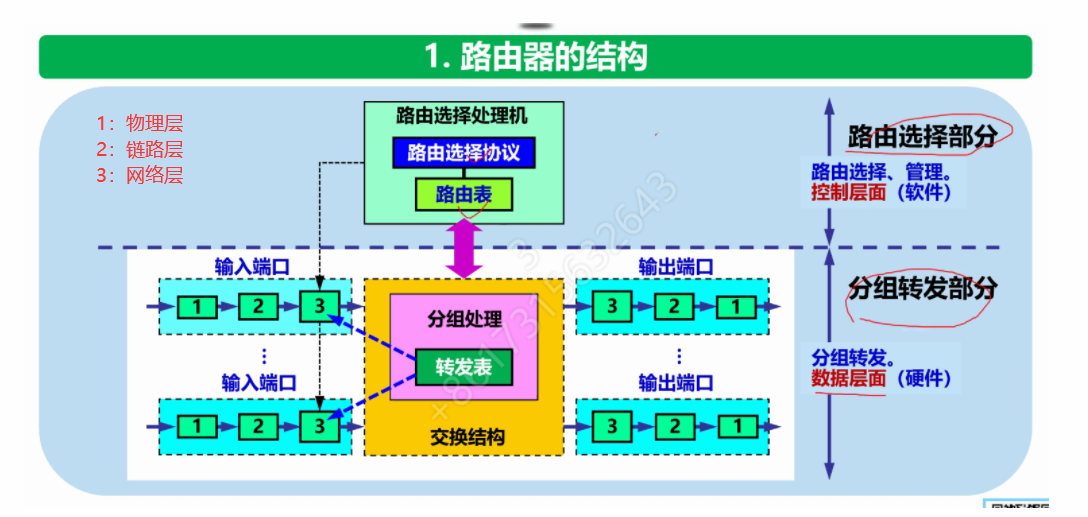 1. 路由器的结构
1：物理层
2：链路层
3：网络层
路由选择处理机
路由选择协议
路由表
路由选择部分
路由选择、管理。
控制层面（软件）
输入端口
1 2 3
输入端口
1 2 3
分组处理
转发表
交换结构
输出端口
3 2 1
输出端口
3 2 1
分组转发部分
分组转发。
数据层面（硬件）
+8617315632643